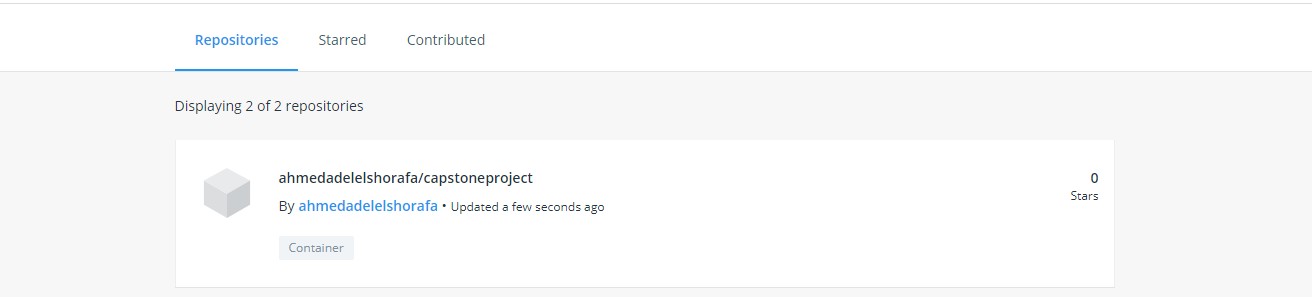 Repositories Starred Contributed
Displaying 2 of 2 repositories
ahmedadelelshorafa/capstoneproject
0
By ahmedadelelshorafa • Updated a few seconds ago
Stars
Container